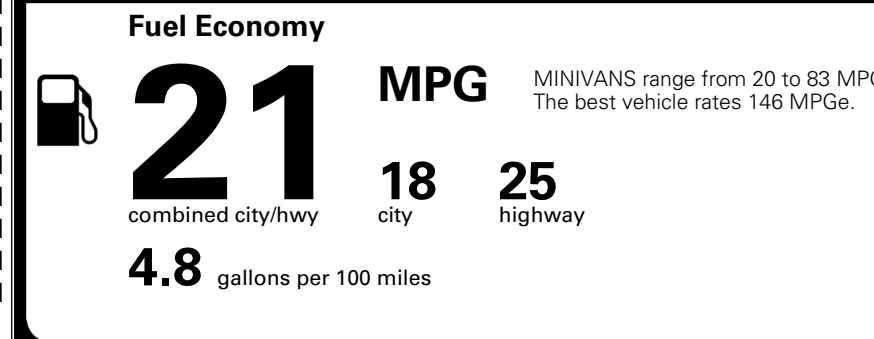 Fuel Economy
21
MPG
MINIVANS range from 20 to 83 MPG
The best vehicle rates 146 MPGe.
18
25
combined city/hwy
city
highway
4.8 gallons per 100 miles